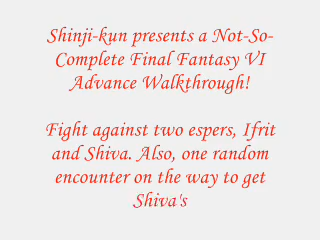 Shinji-kun presents a Not-So-
Complete Final Fantasy VI
Advance Walkthrough!
Fight against two espers, Ifrit
and Shiva. Also, one random
encounter on the way to get
Shiva's